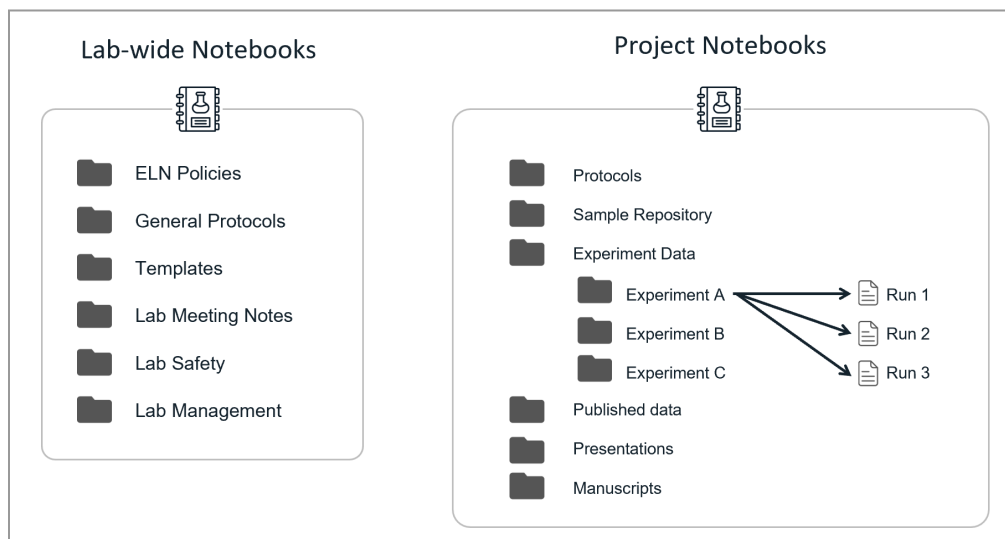 Lab-wide Notebooks
ELN Policies
General Protocols
Templates
Lab Meeting Notes
Lab Safety
Lab Management
Project Notebooks
Protocols
Sample Repository
Experiment Data
Experiment A
Run 1
Experiment B
Run 2
Experiment C
Run 3
Published data
Presentations
Manuscripts